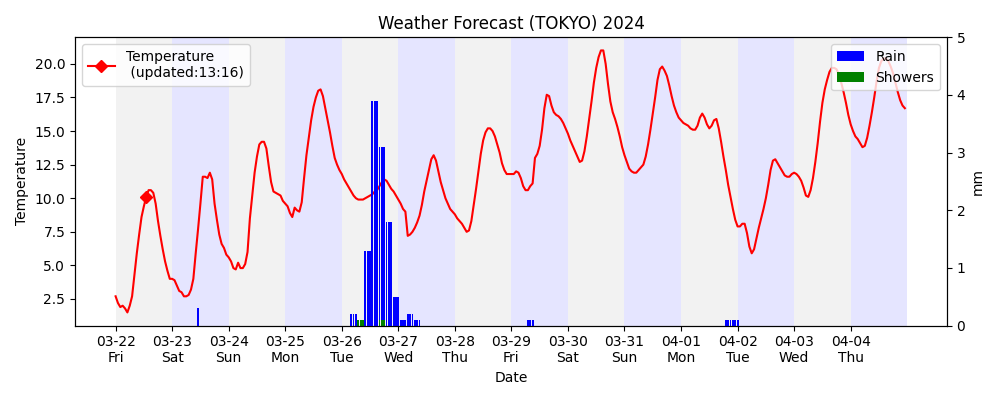 Weather Forecast (TOKYO) 2024
Temperature
(updated:13:16)
Rain
Showers
Temperature
20.0
17.5
15.0
12.5
10.0
7.5
5.0
2.5
5
4
3
2
1
0
mm
03-22 03-23 03-24 03-25 03-26 03-27 03-28 03-29 03-30 03-31 04-01 04-02 04-03 04-04
Fri Sat Sun Mon Tue Wed Thu Fri Sat Sun Mon Tue Wed Thu
Date